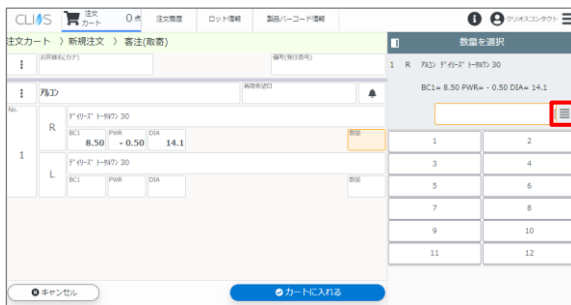 CLIOS 注文カート 0 点 注文履歴 ロット情報 製品バーコード情報 クリオスコンタクト
注文カート 〉新規注文 〉客注(取寄)
お客様名(カナ) 備考(発注番号)
アルコン 納期希望日
No.
1
R
デイリーズ トータルワン 30
BC1 8.50 PWR - 0.50 DIA 14.1 数量
L
デイリーズ トータルワン 30
BC1 PWR DIA 数量
キャンセル カートに入れる
数量を選択
1 R アルコン デイリーズ トータルワン 30
BC1= 8.50 PWR= - 0.50 DIA= 14.1
1 2
3 4
5 6
7 8
9 10
11 12